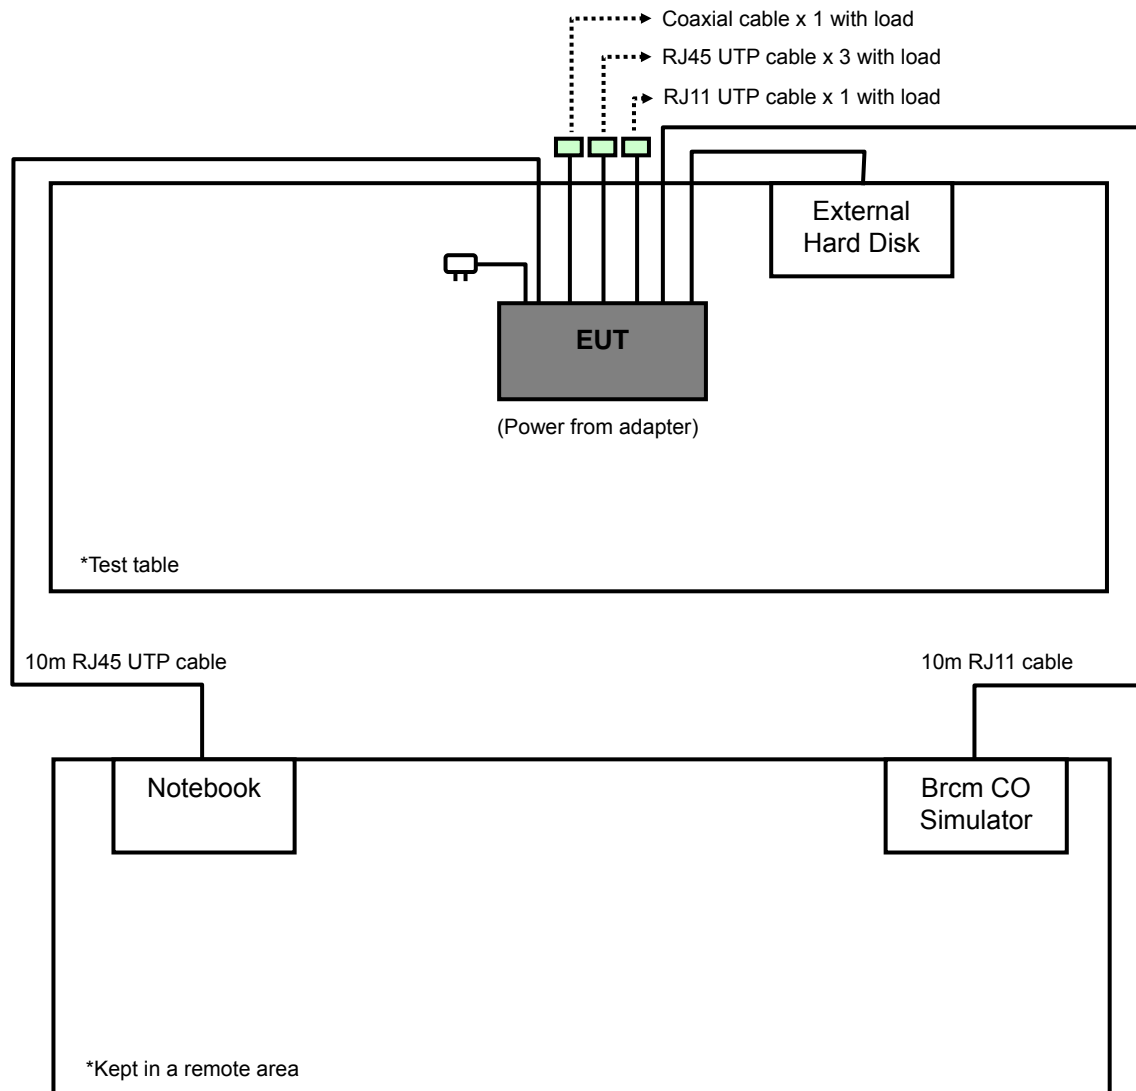 Coaxial cable x 1 with load
RJ45 UTP cable x 3 with load
RJ11 UTP cable x 1 with load
External
Hard Disk
EUT
(Power from adapter)
*Test table
10m RJ45 UTP cable
10m RJ11 cable
Notebook
Brcm CO
Simulator
*Kept in a remote area